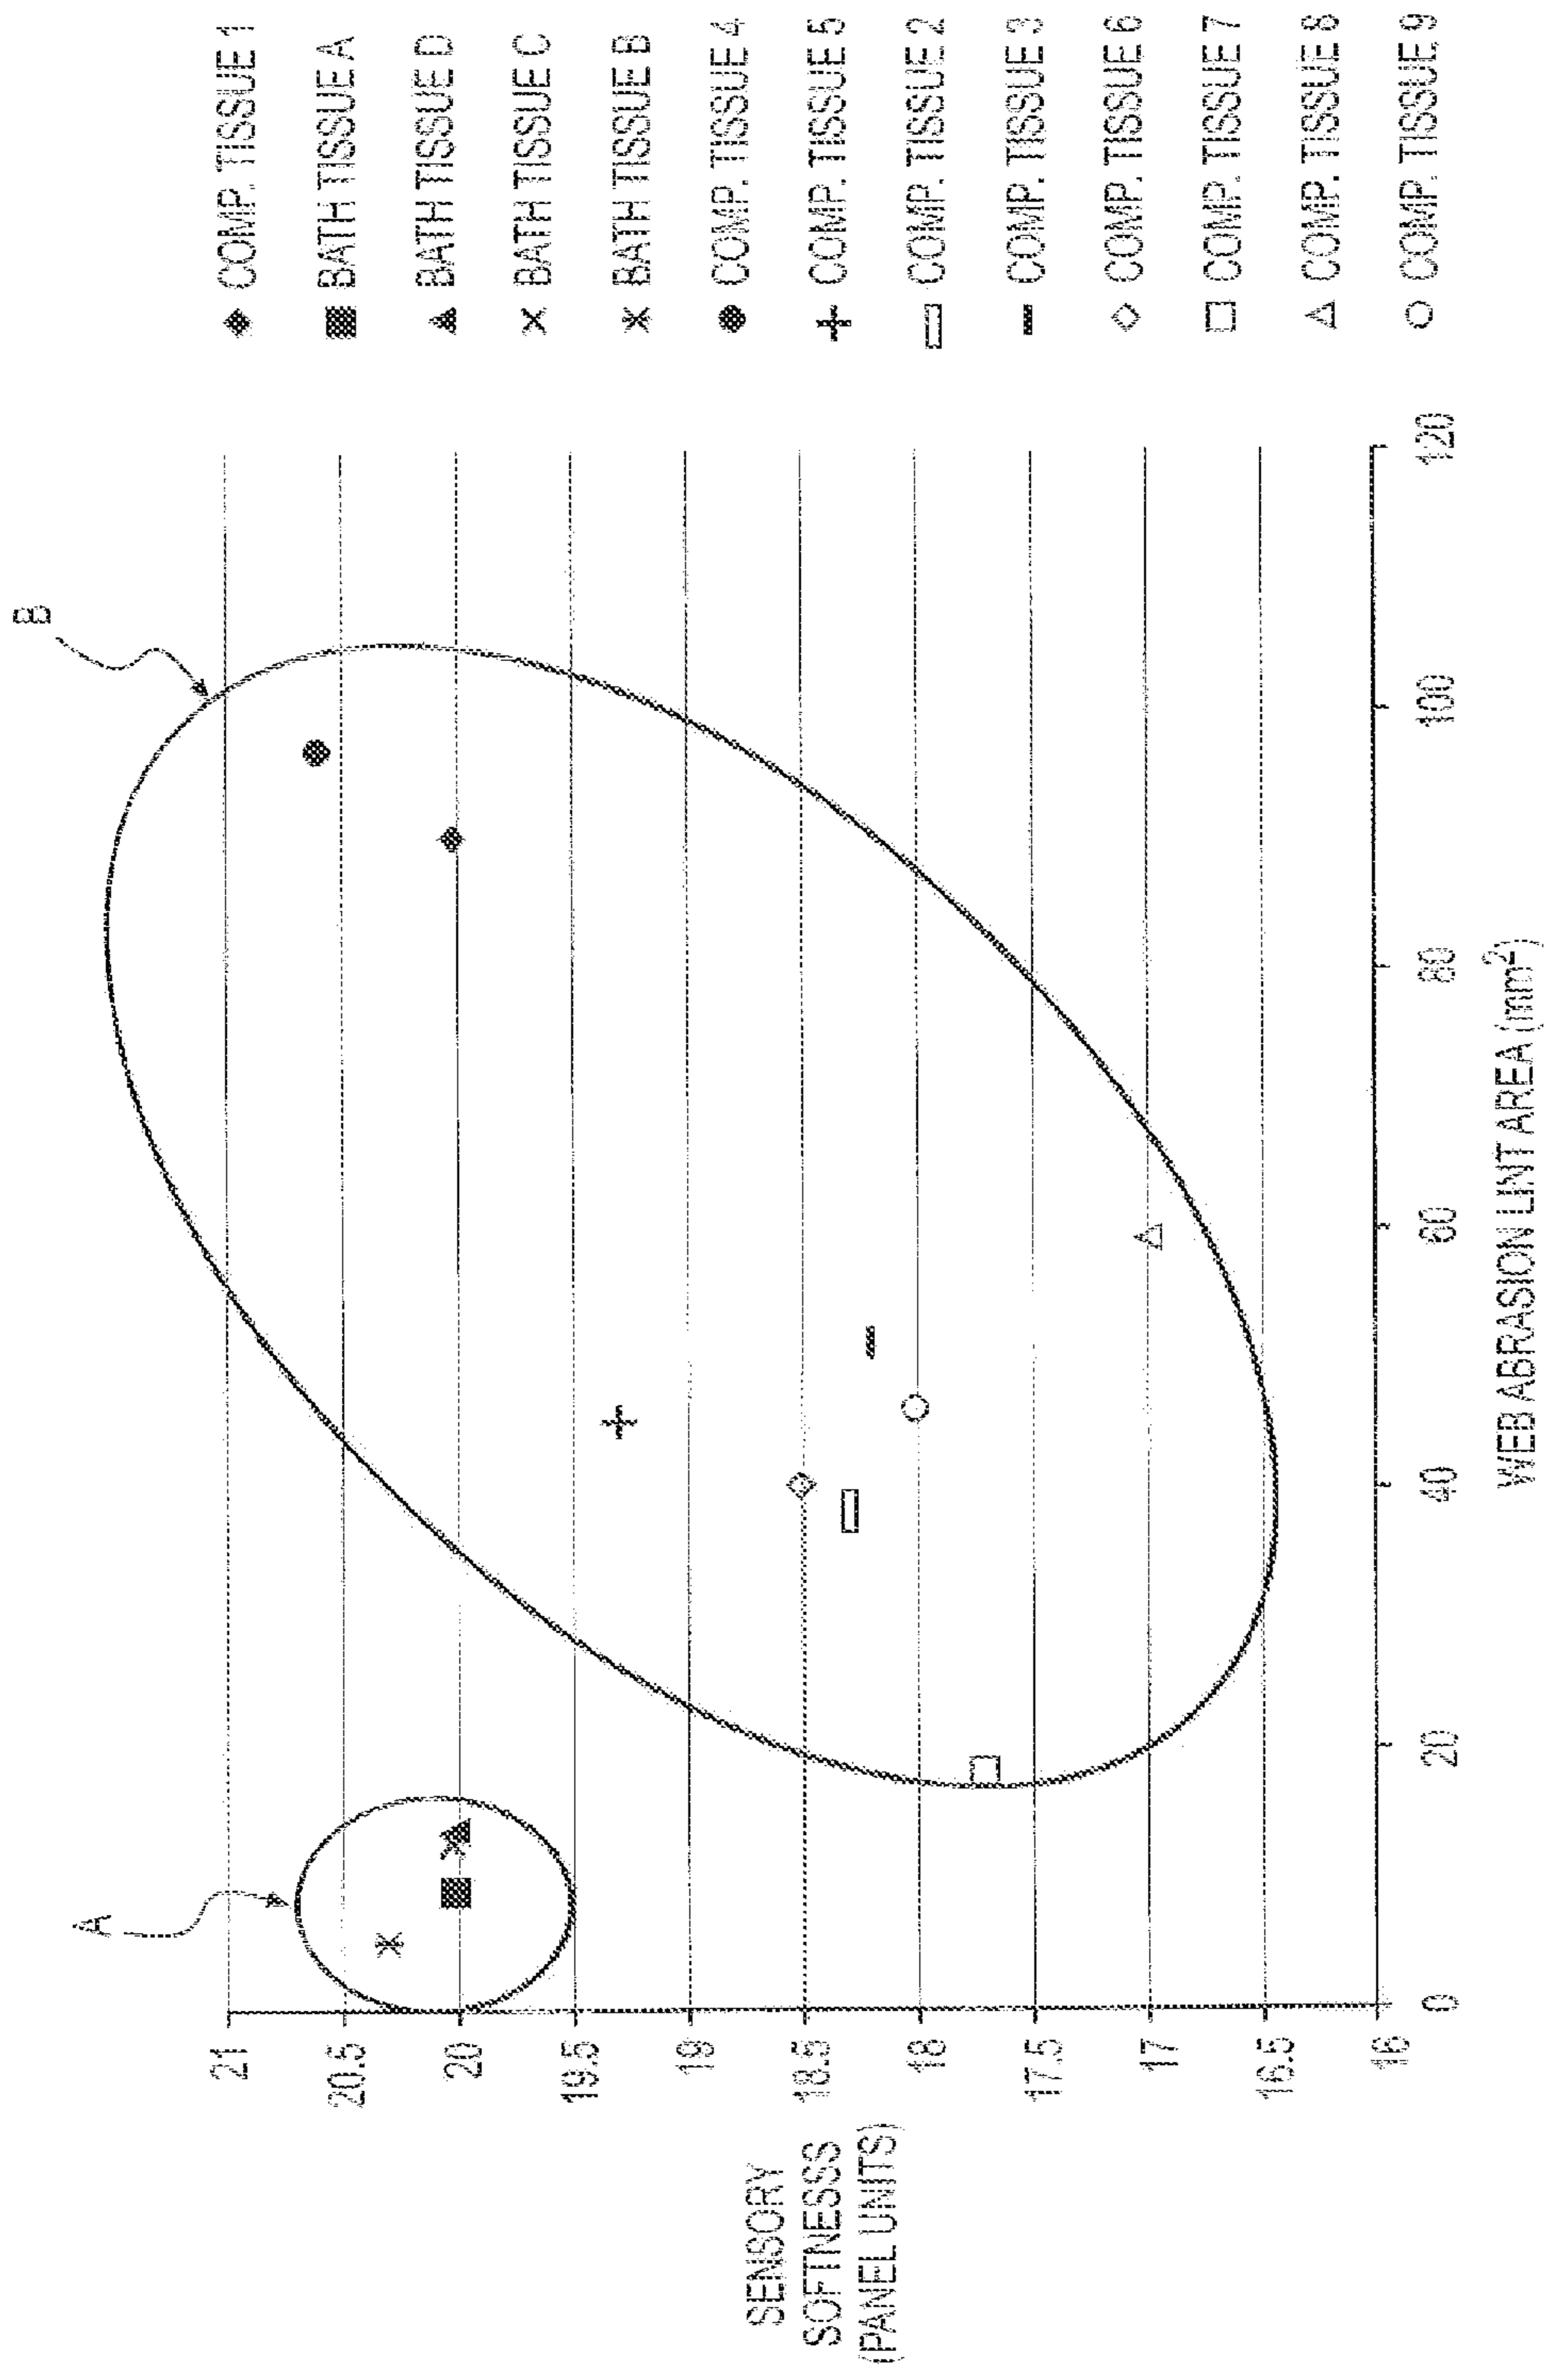 A
B
SENSORY
SOFTNESSS
(PANEL UNITS)
21
20.5
20
19.5
19
18.5
18
17.5
17
16.5
16
0
20
40
60
80
100
120
WEB ABRASION LINT AREA (mm²)
COMP. TISSUE 1
BATH TISSUE A
BATH TISSUE D
BATH TISSUE C
BATH TISSUE B
COMP. TISSUE 4
COMP. TISSUE 5
COMP. TISSUE 2
COMP. TISSUE 3
COMP. TISSUE 6
COMP. TISSUE 7
COMP. TISSUE 8
COMP. TISSUE 9